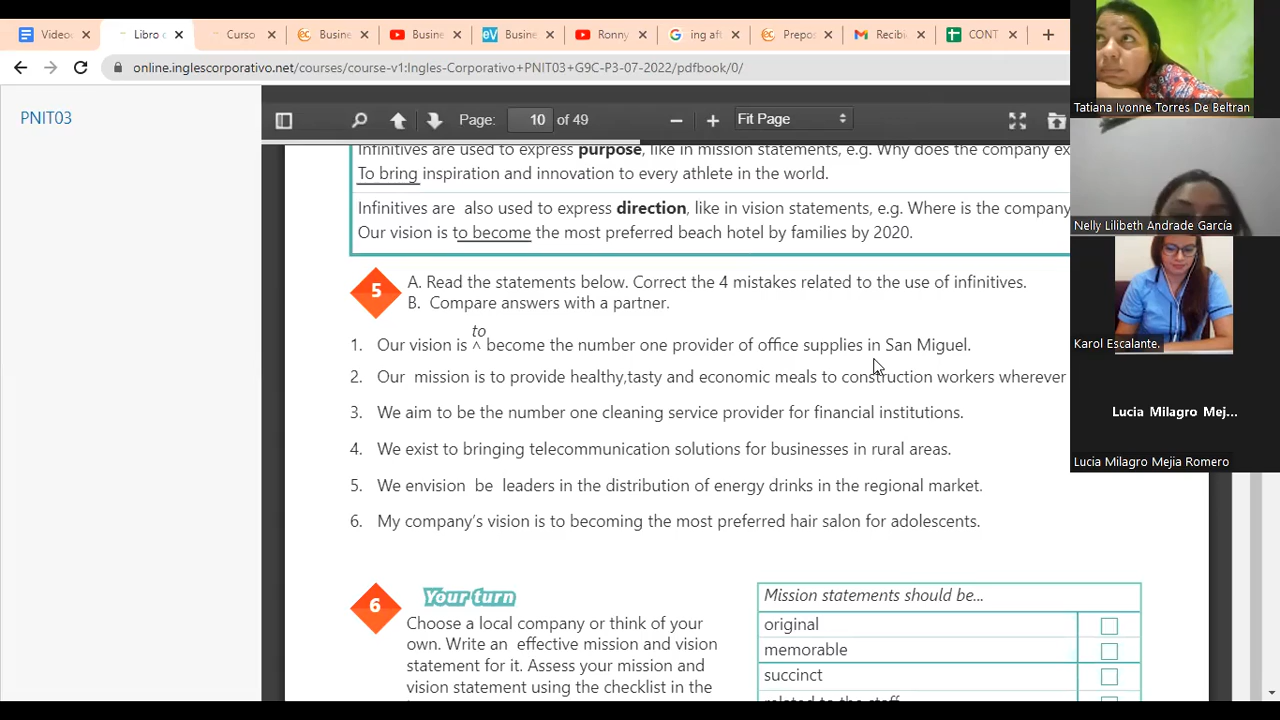 Video
Libro
Curso
Busine
Busine
Busine
Ronny
ing aft
Prepos
Recibi
CONT
online.inglescorporativo.net/courses/course-v1:Ingles-Corporativo+PNIT03+G9C-P3-07-2022/pdfbook/0/
PNIT03
Page: 10 of 49
Fit Page
Infinitives are used to express purpose, like in mission statements, e.g. Why does the company ex
To bring inspiration and innovation to every athlete in the world.
Infinitives are also used to express direction, like in vision statements, e.g. Where is the company
Our vision is to become the most preferred beach hotel by families by 2020.
5
A. Read the statements below. Correct the 4 mistakes related to the use of infinitives.
B. Compare answers with a partner.
to
1. Our vision is ^ become the number one provider of office supplies in San Miguel.
2. Our mission is to provide healthy,tasty and economic meals to construction workers wherever
3. We aim to be the number one cleaning service provider for financial institutions.
4. We exist to bringing telecommunication solutions for businesses in rural areas.
5. We envision be leaders in the distribution of energy drinks in the regional market.
6. My company's vision is to becoming the most preferred hair salon for adolescents.
6
Your turn
Choose a local company or think of your
own. Write an effective mission and vision
statement for it. Assess your mission and
vision statement using the checklist in the
Mission statements should be...
original
memorable
succinct
related to the staff
Tatiana Ivonne Torres De Beltran
Nelly Lilibeth Andrade García
Karol Escalante.
Lucia Milagro Mej...
Lucia Milagro Mejia Romero